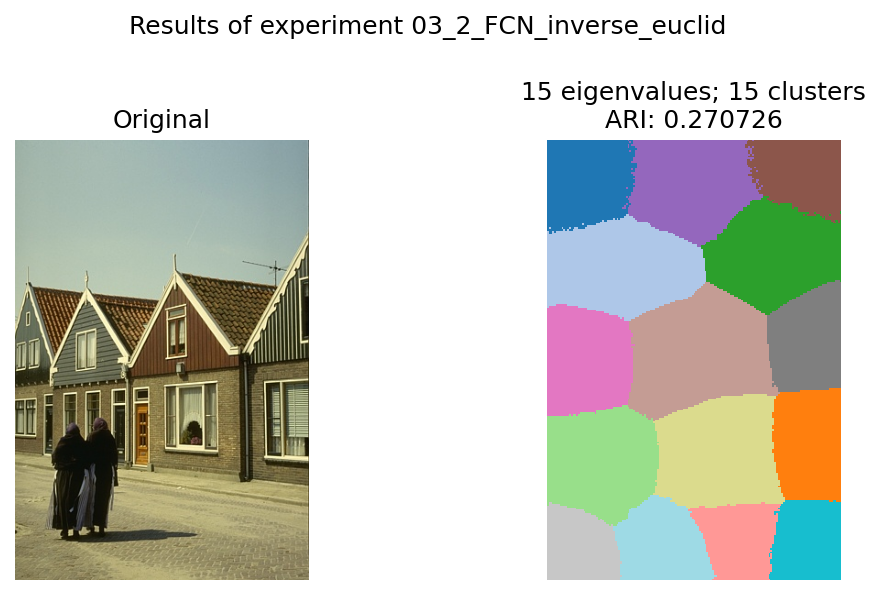 Results of experiment 03_2_FCN_inverse_euclid
Original
15 eigenvalues; 15 clusters
ARI: 0.270726